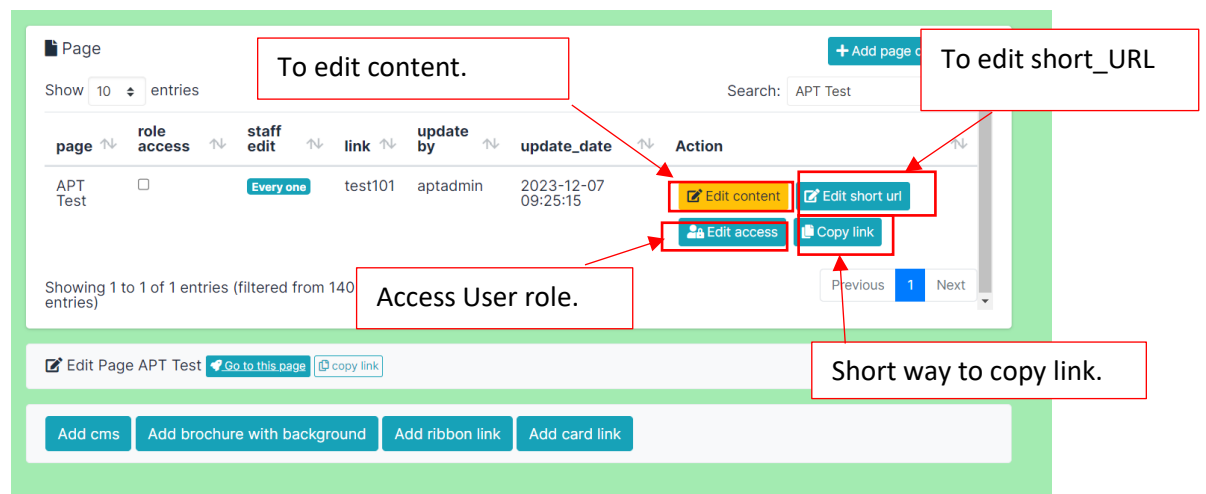 Page
+ Add page
To edit content.
To edit short_URL
Show 10 entries
Search: APT Test
page role access staff edit link update by update_date Action
APT Test Every one test101 aptadmin 2023-12-07 09:25:15
Edit content Edit short url
Edit access Copy link
Access User role.
Showing 1 to 1 of 1 entries (filtered from 140
entries)
Previous 1 Next
Short way to copy link.
Edit Page APT Test Go to this page copy link
Add cms Add brochure with background Add ribbon link Add card link